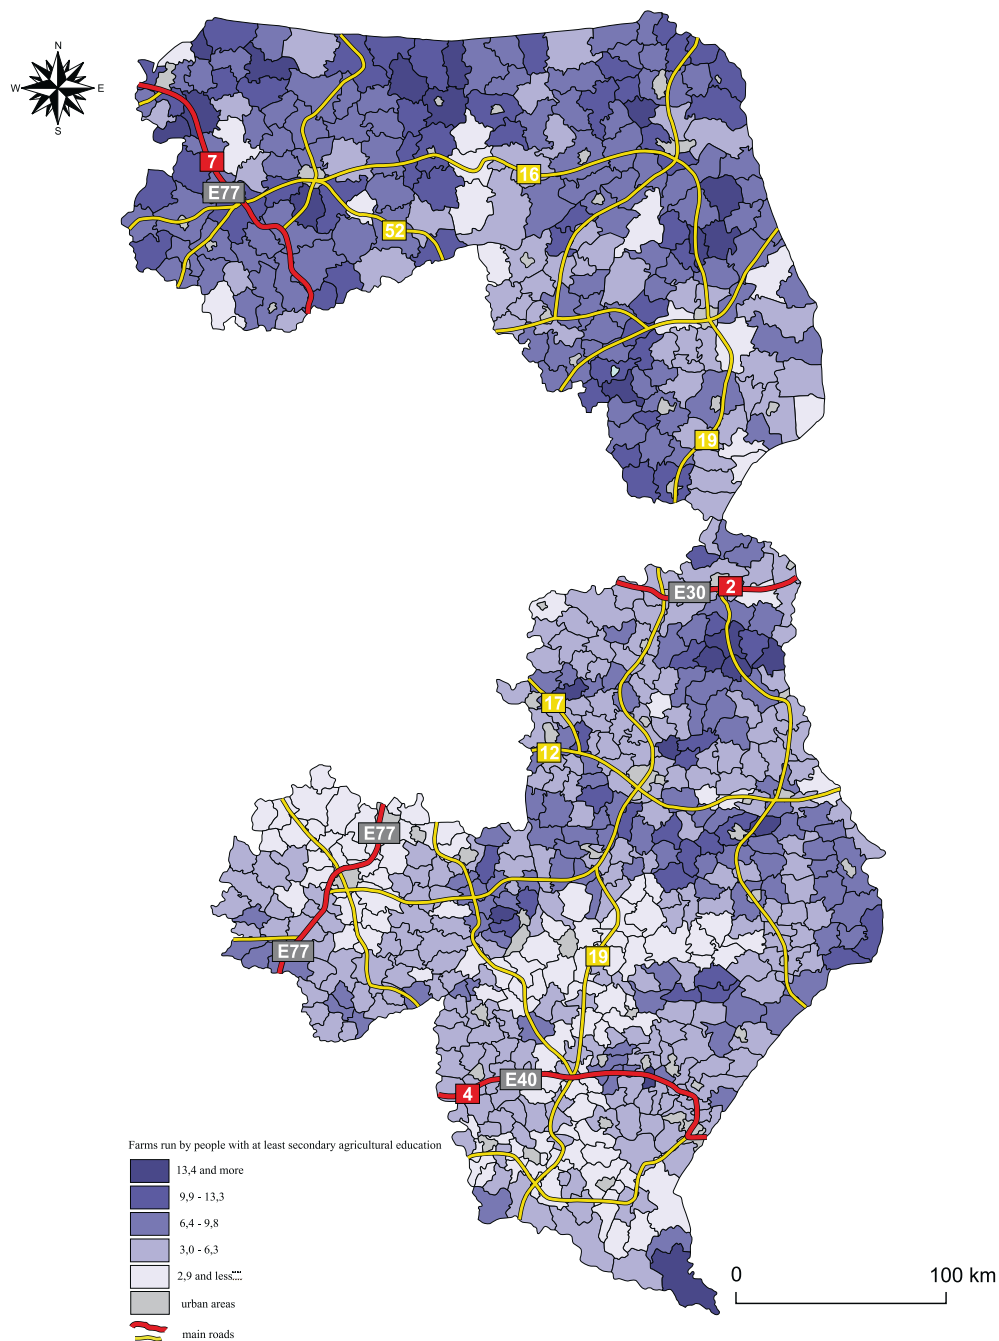 N
W
E
S
7
E77
16
52
19
E30
2
17
12
E77
E77
19
E40
4
Farms run by people with at least secondary agricultural education
13,4 and more
9,9 - 13,3
6,4 - 9,8
3,0 - 6,3
2,9 and less
urban areas
main roads
0
100 km